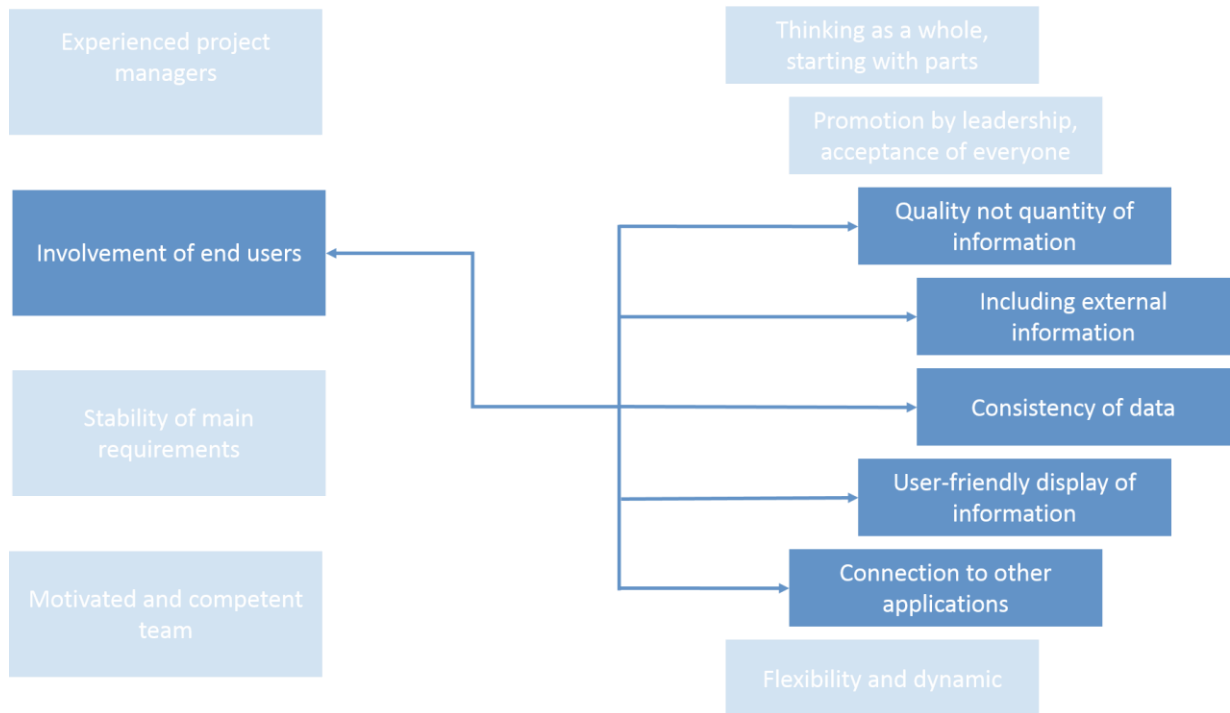 Experienced project
managers
Involvement of end users
Stability of main
requirements
Motivated and competent
team
Thinking as a whole,
starting with parts
Promotion by leadership,
acceptance of everyone
Quality not quantity of
information
Including external
information
Consistency of data
User-friendly display of
information
Connection to other
applications
Flexibility and dynamic